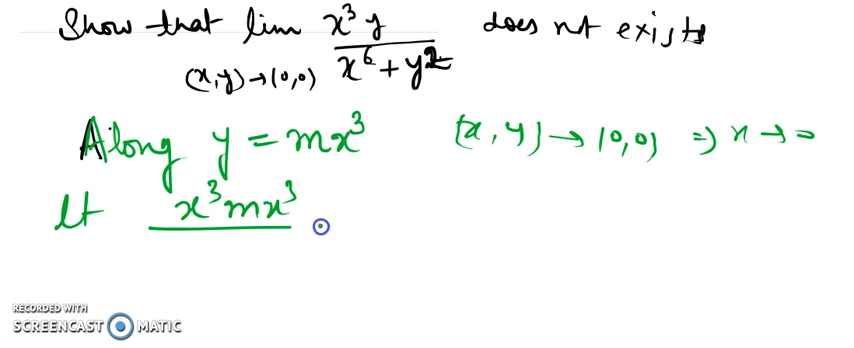 Show that lim x³y / x⁶+y² does not exists
(x,y)→(0,0)
Along y = mx³ (x,y)→(0,0) ⇒ x→0
lt x³mx³
RECORDED WITH
SCREENCAST MATIC